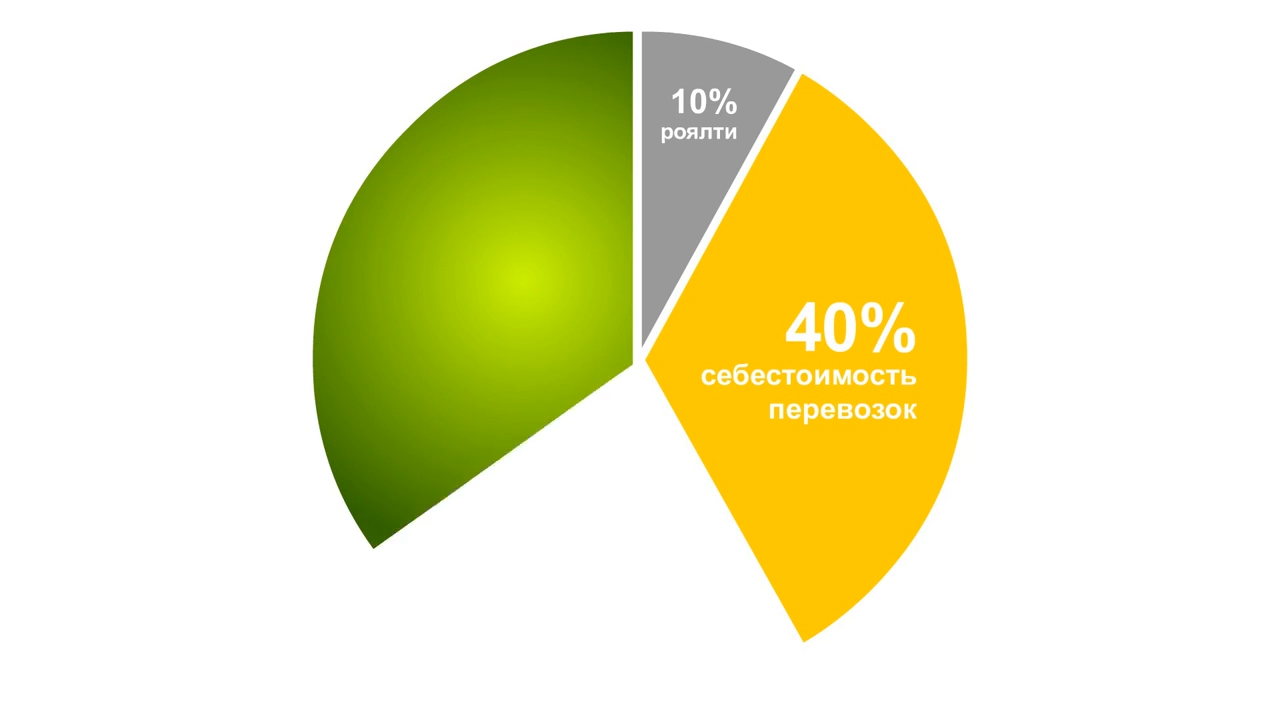 10%
роялти
40%
себестоимость
перевозок